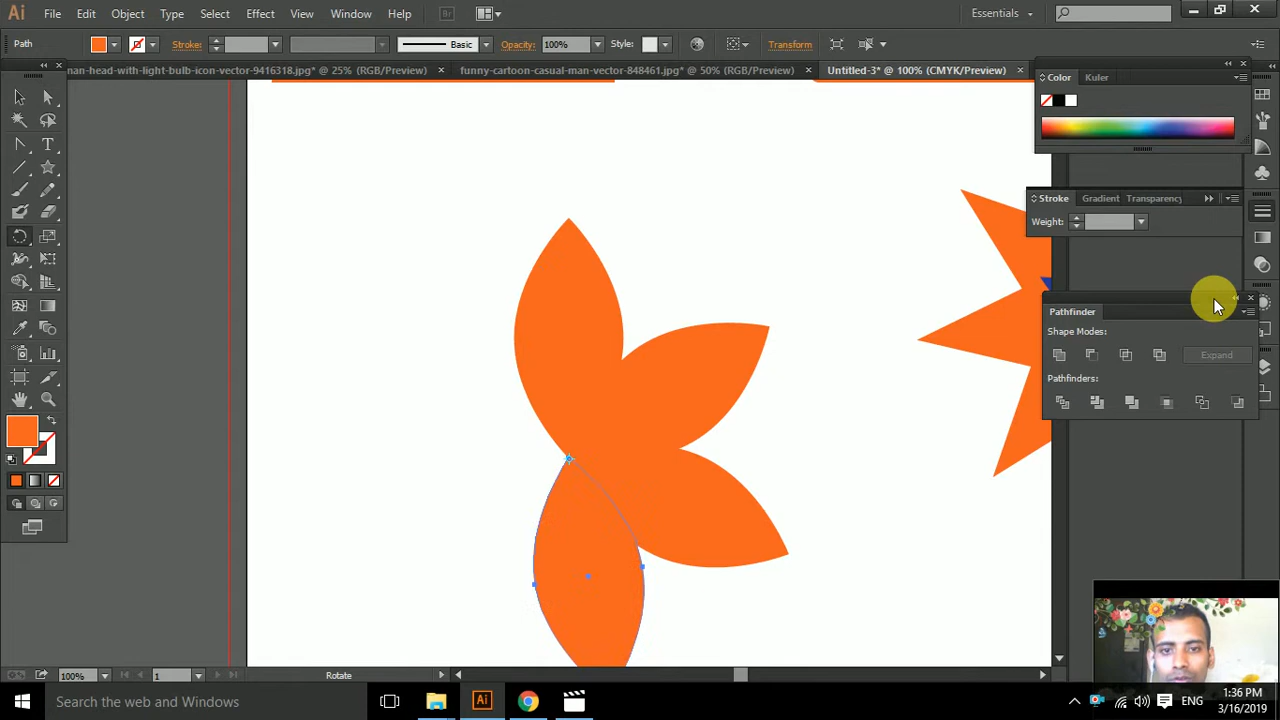 Ai File Edit Object Type Select Effect View Window Help Br Essentials
Path Stroke: Basic Opacity: 100% Style: Transform
nan-head-with-light-bulb-icon-vector-9416318.jpg* @ 25% (RGB/Preview) × funny-cartoon-casual-man-vector-848461.jpg* @ 50% (RGB/Preview) × Untitled-3* @ 100% (CMYK/Preview) ×
Color Kuler
Stroke Gradient Transparency
Weight:
Pathfinder
Shape Modes:
Expand
Pathfinders:
100% 1 Rotate
Search the web and Windows Ai ENG 1:36 PM
3/16/2019